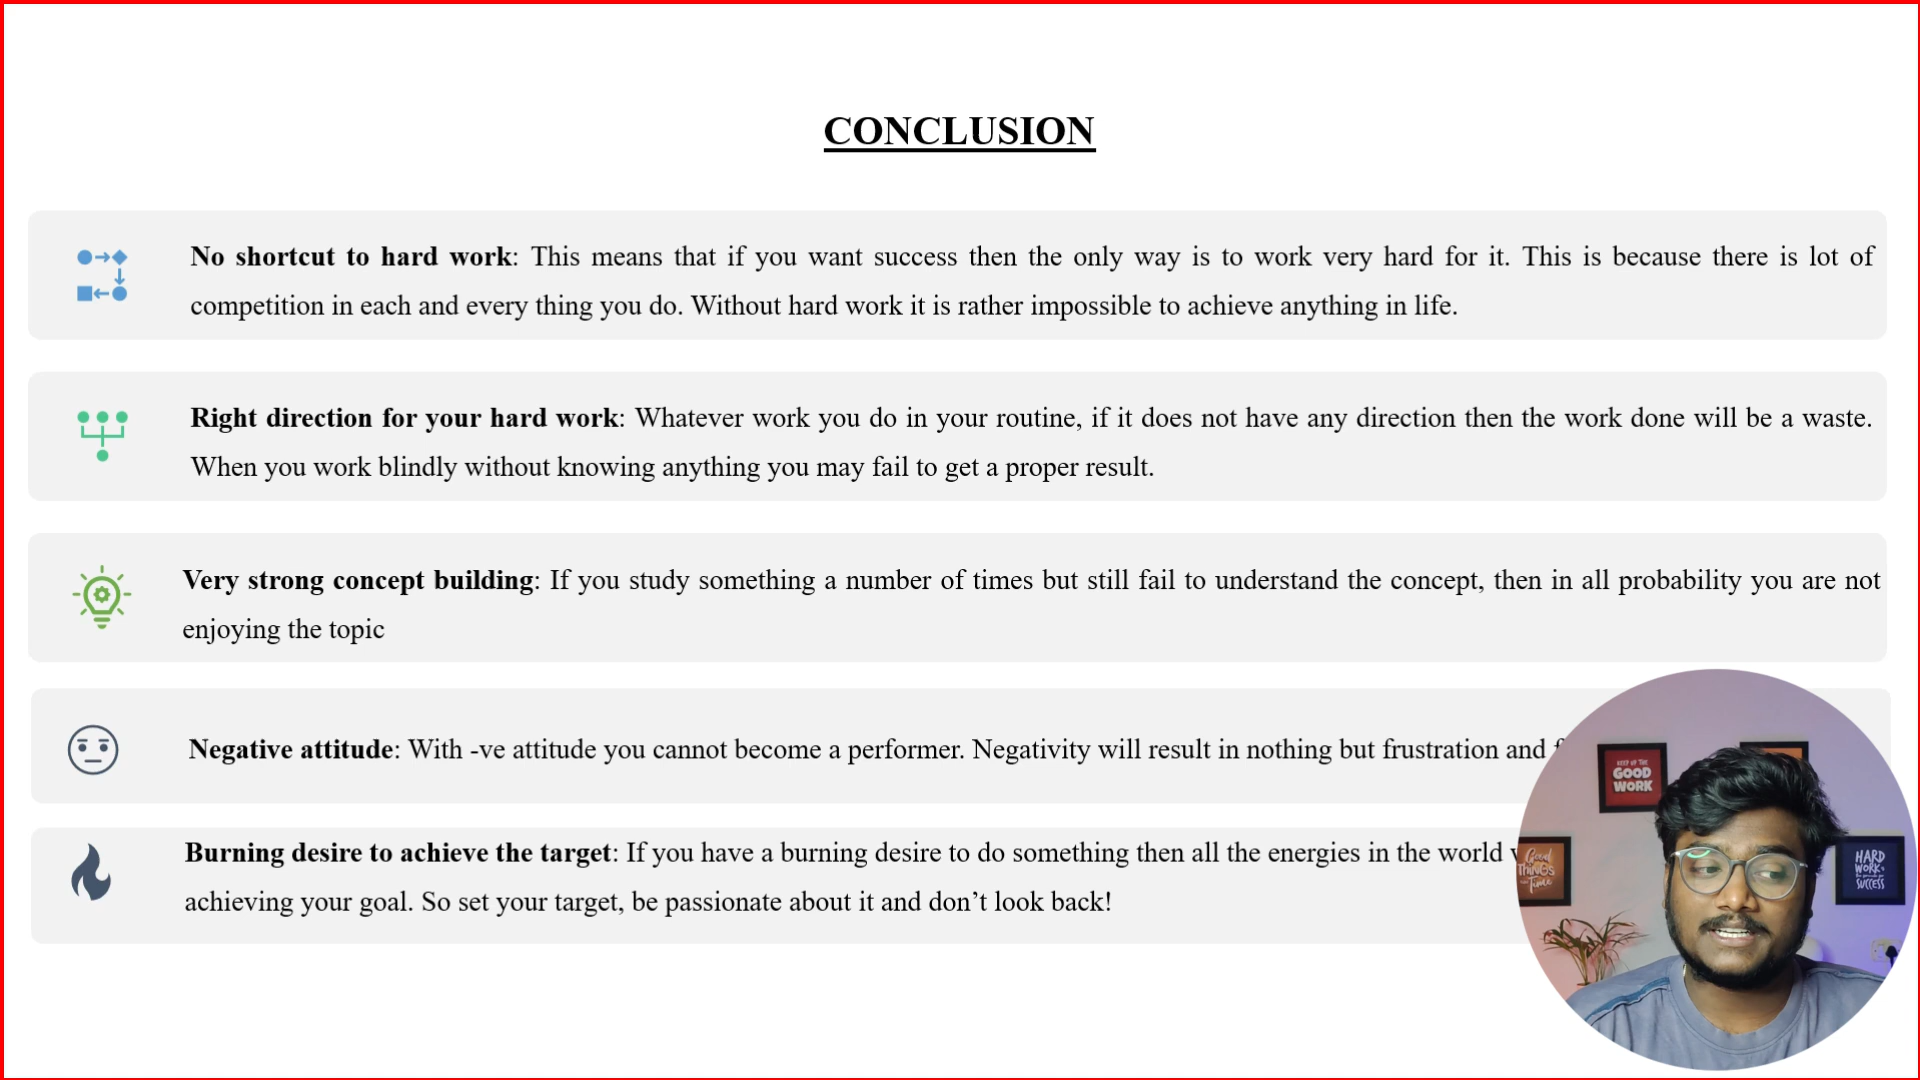 CONCLUSION
No shortcut to hard work: This means that if you want success then the only way is to work very hard for it. This is because there is lot of
competition in each and every thing you do. Without hard work it is rather impossible to achieve anything in life.
Right direction for your hard work: Whatever work you do in your routine, if it does not have any direction then the work done will be a waste.
When you work blindly without knowing anything you may fail to get a proper result.
Very strong concept building: If you study something a number of times but still fail to understand the concept, then in all probability you are not
enjoying the topic
Negative attitude: With -ve attitude you cannot become a performer. Negativity will result in nothing but frustration and
Burning desire to achieve the target: If you have a burning desire to do something then all the energies in the world
achieving your goal. So set your target, be passionate about it and don’t look back!
KEEP UP THE
GOOD
WORK
Good
THiNGS
Time
HARD
WORK
SUCCESS